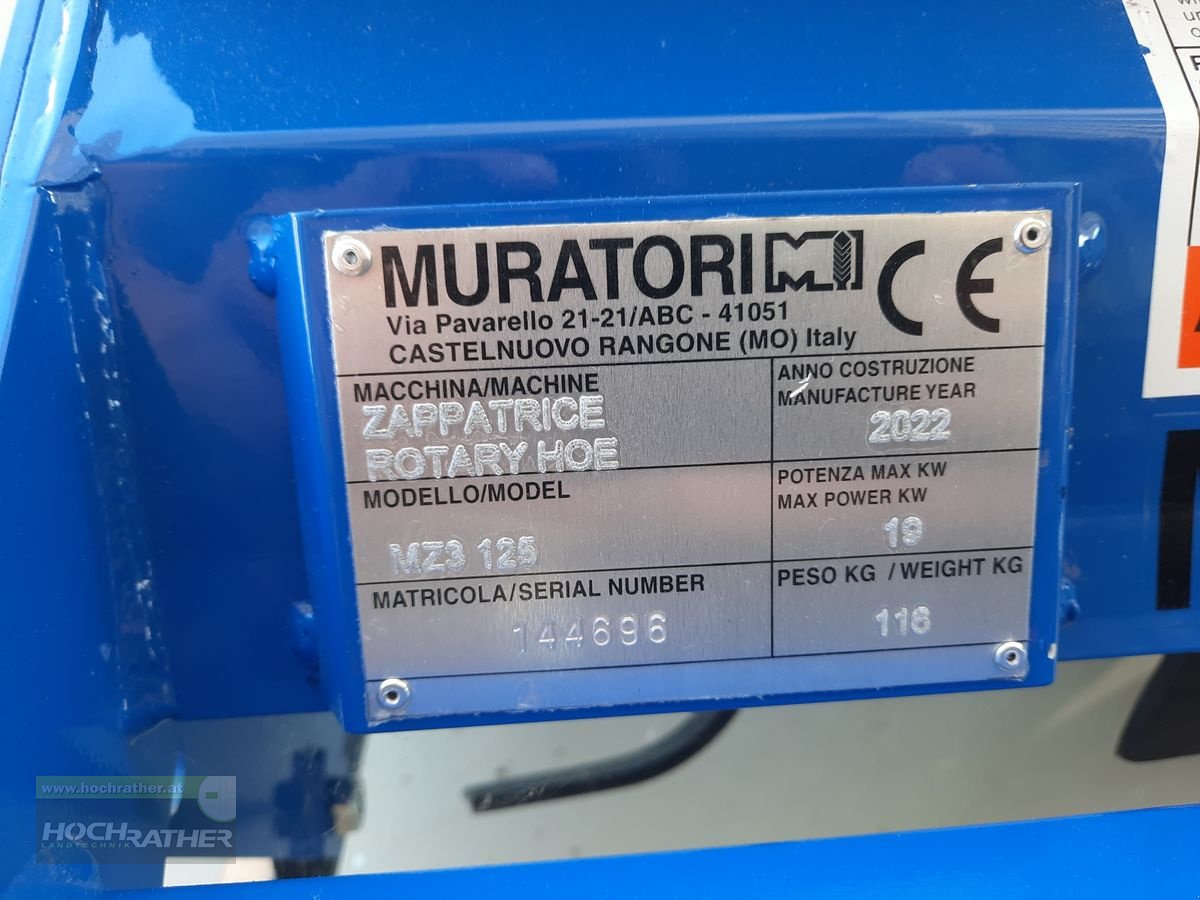 MURATORI
CE
Via Pavarello 21-21/ABC - 41051
CASTELNUOVO RANGONE (MO) Italy
MACCHINA/MACHINE
ZAPPATRICE
ROTARY HOE
ANNO COSTRUZIONE
MANUFACTURE YEAR
2022
MODELLO/MODEL
MZ3 125
POTENZA MAX KW
MAX POWER KW
19
MATRICOLA/SERIAL NUMBER
144696
PESO KG / WEIGHT KG
116
www.hochrather.at
HOCHRATHER
LANDTECHNIK